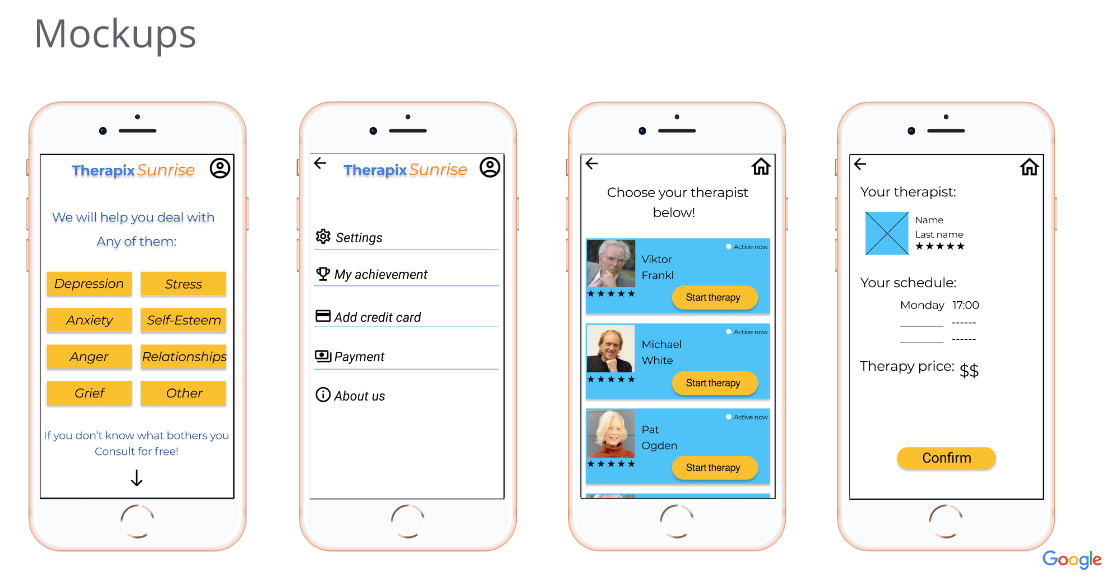 Mockups
Therapix Sunrise
We will help you deal with
Any of them:
Depression
Stress
Anxiety
Self-Esteem
Anger
Relationships
Grief
Other
If you don't know what bothers you
Consult for free!
Therapix Sunrise
Settings
My achievement
Add credit card
Payment
About us
Choose your therapist
below!
Active now
Viktor
Frankl
Start therapy
Active now
Michael
White
Start therapy
Active now
Pat
Ogden
Start therapy
Your therapist:
Name
Last name
Your schedule:
Monday 17:00
------
------
Therapy price: $$
Confirm
Google